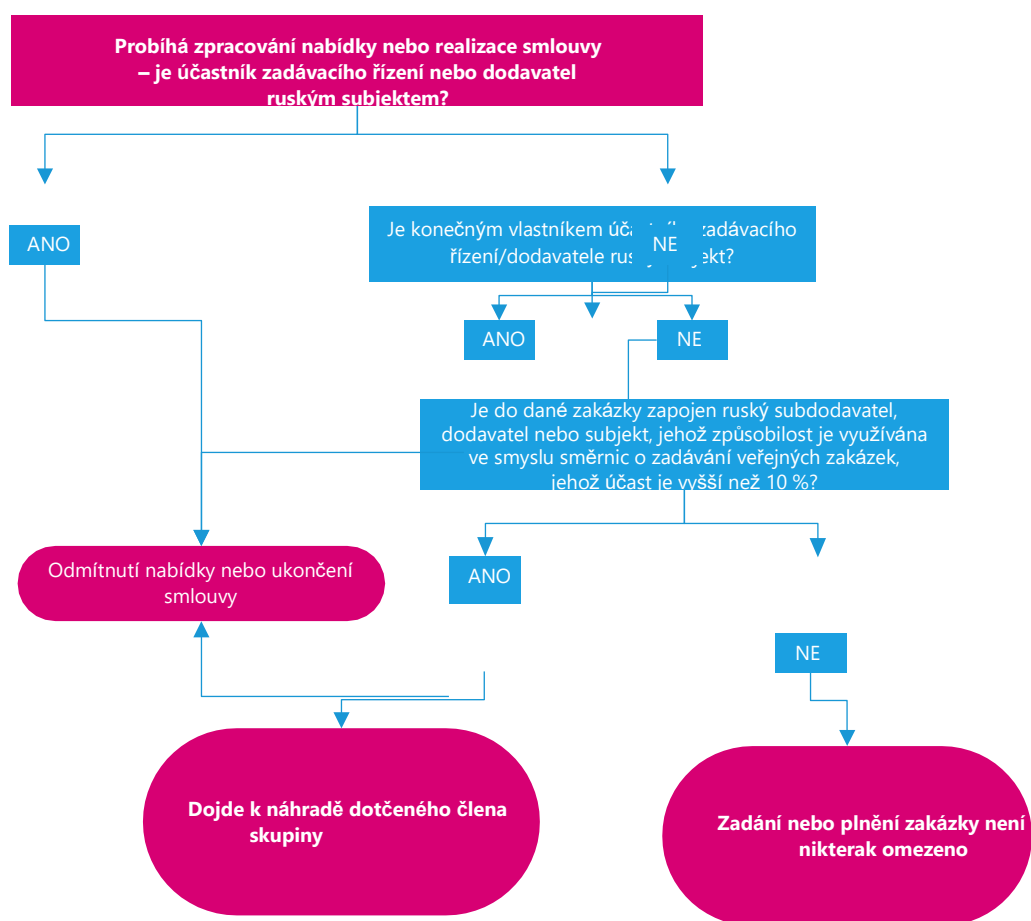 Probíhá zpracování nabídky nebo realizace smlouvy
– je účastník zadávacího řízení nebo dodavatel
ruským subjektem?
ANO
Je konečným vlastníkem zadávacího
NE
řízení/dodavatele
ANO
NE
Je do dané zakázky zapojen ruský subdodavatel,
dodavatel nebo subjekt, jehož způsobilost je využívána
ve smyslu směrnic o zadávání veřejných zakázek,
jehož účast je vyšší než 10 %?
Odmítnutí nabídky nebo ukončení
smlouvy
ANO
NE
Dojde k náhradě dotčeného člena
skupiny
Zadání nebo plnění zakázky není
nikterak omezeno